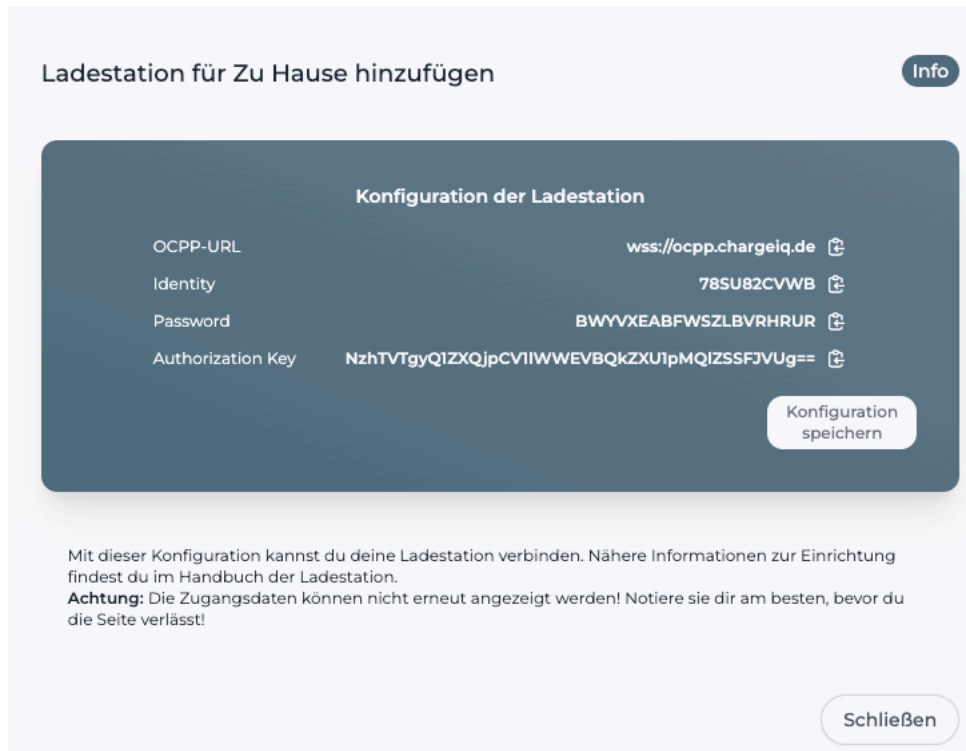 Ladestation für Zu Hause hinzufügen
Info
Konfiguration der Ladestation
OCPP-URL wss://ocpp.chargeiq.de
Identity 78SU82CVWB
Password BWYVXEABFWSZLBVRHRUR
Authorization Key NzhTVTgyQ1ZXQjpCV1lWWEVBQkZXU1pMQlZSSFJVUg==
Konfiguration
speichern
Mit dieser Konfiguration kannst du deine Ladestation verbinden. Nähere Informationen zur Einrichtung
findest du im Handbuch der Ladestation.
Achtung: Die Zugangsdaten können nicht erneut angezeigt werden! Notiere sie dir am besten, bevor du
die Seite verlässt!
Schließen